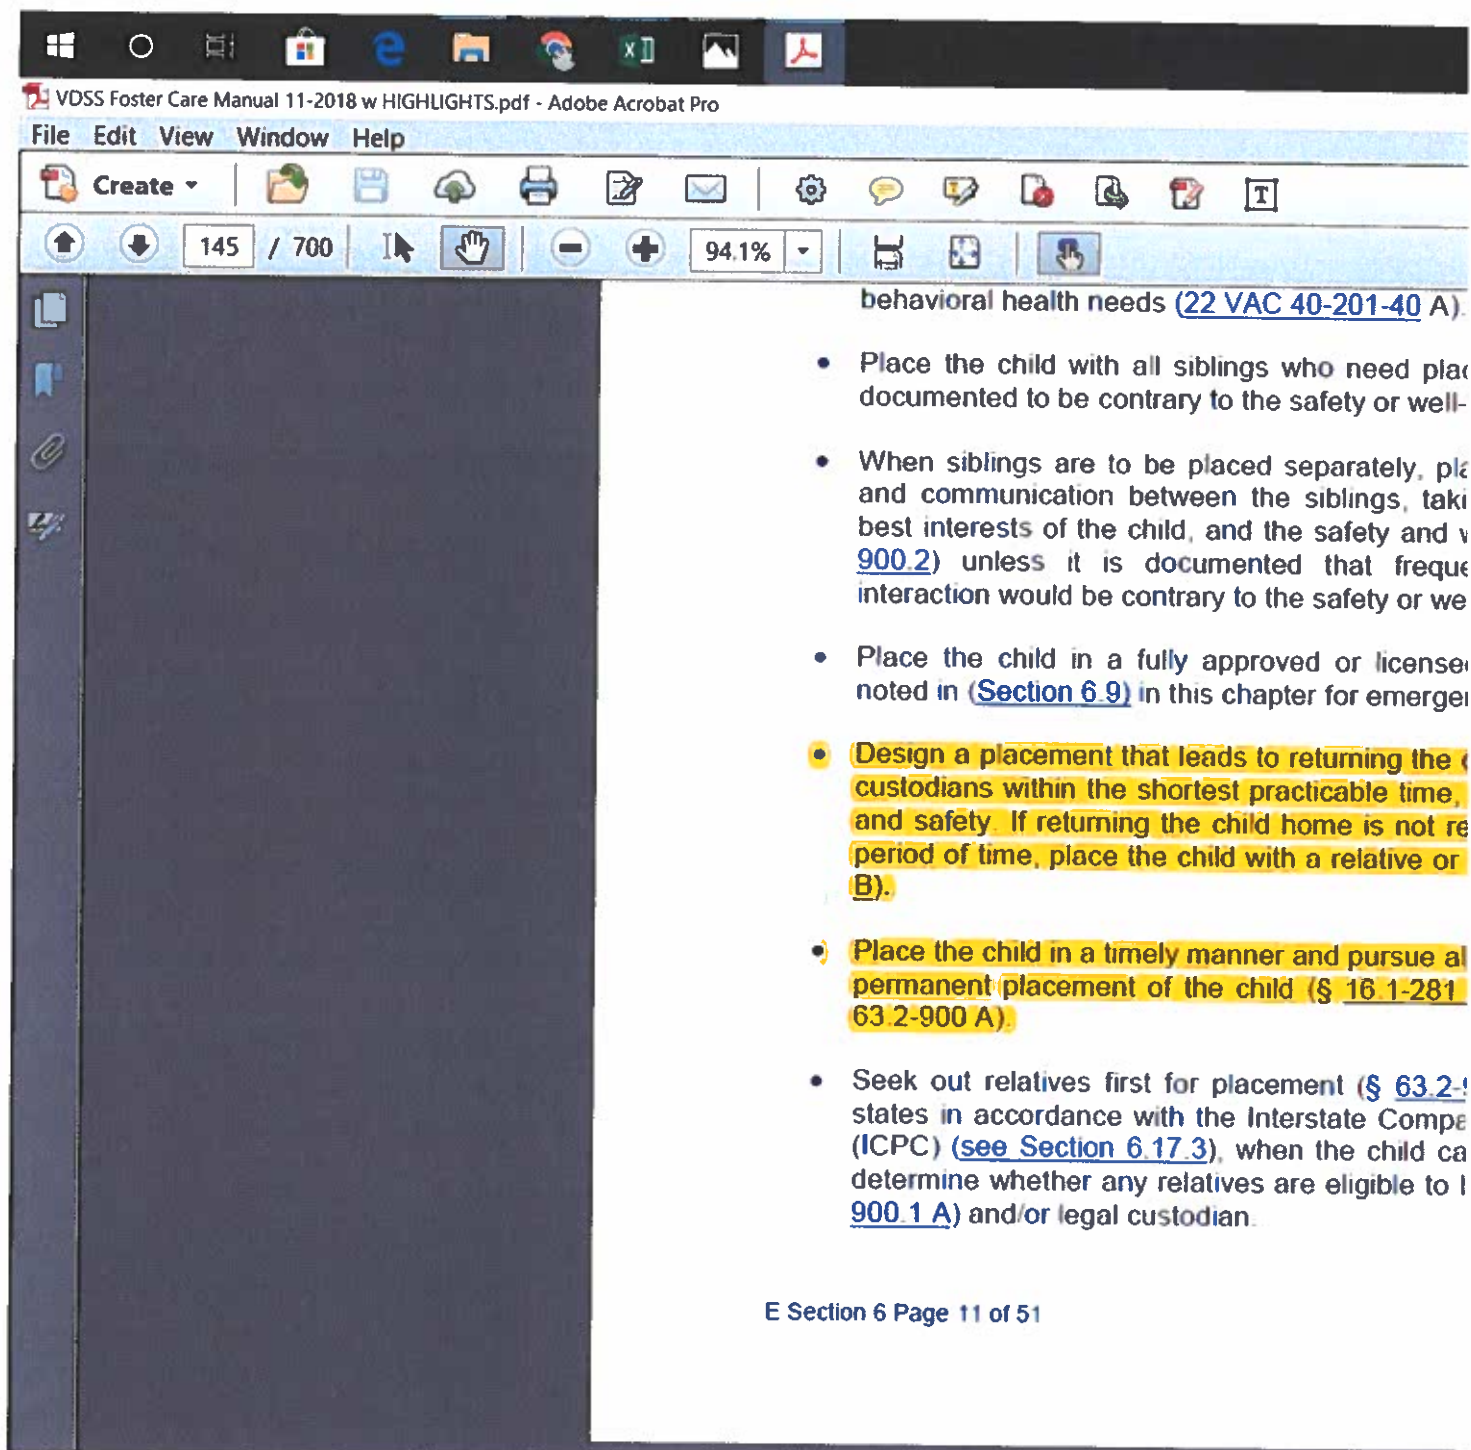 VDSS Foster Care Manual 11-2018 w HIGHLIGHTS.pdf - Adobe Acrobat Pro
File Edit View Window Help
Create
145 / 700 94.1%
behavioral health needs (22 VAC 40-201-40 A).
• Place the child with all siblings who need plac
documented to be contrary to the safety or well-
• When siblings are to be placed separately, pla
and communication between the siblings, taki
best interests of the child, and the safety and w
900.2) unless it is documented that freque
interaction would be contrary to the safety or we
• Place the child in a fully approved or license
noted in (Section 6.9) in this chapter for emerge
• Design a placement that leads to returning the c
custodians within the shortest practicable time,
and safety. If returning the child home is not re
period of time, place the child with a relative or
B).
• Place the child in a timely manner and pursue al
permanent placement of the child (§ 16.1-281
63.2-900 A).
• Seek out relatives first for placement (§ 63.2-9
states in accordance with the Interstate Compa
(ICPC) (see Section 6.17.3), when the child ca
determine whether any relatives are eligible to
900.1 A) and/or legal custodian.
E Section 6 Page 11 of 51